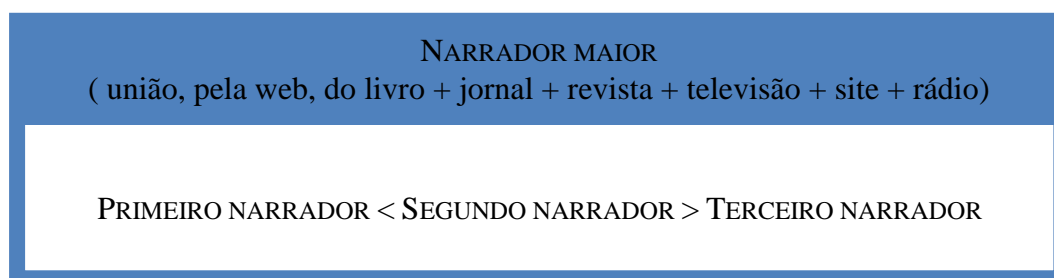 NARRADOR MAIOR
( união, pela web, do livro + jornal + revista + televisão + site + rádio)
PRIMEIRO NARRADOR < SEGUNDO NARRADOR > TERCEIRO NARRADOR